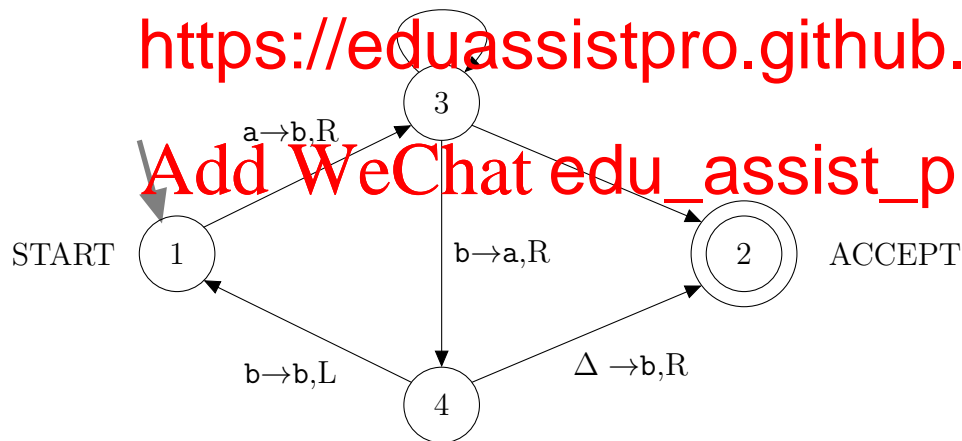 https://eduassistpro.github.
3
a→b,R
Add WeChat edu_assist_p
START
1
b→a,R
2
ACCEPT
b→b,L
Δ →b,R
4